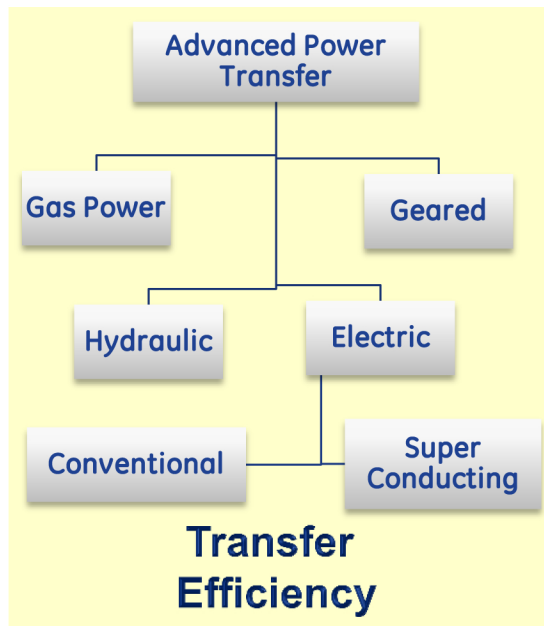 Advanced Power
Transfer
Gas Power
Geared
Hydraulic
Electric
Conventional
Super
Conducting
Transfer
Efficiency